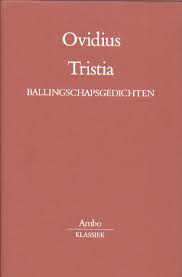 Ovidius
Tristia
BALLINGSCHAPSGEDICHTEN
Ambo
KLASSIEK